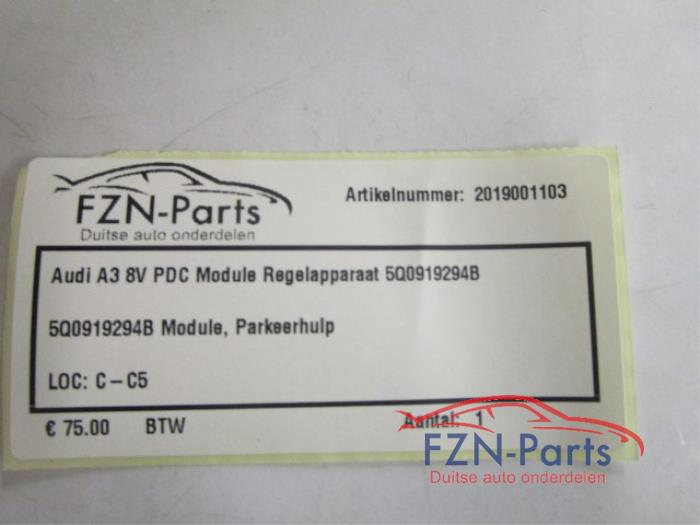 FZN-Parts
Duitse auto onderdelen
Artikelnummer: 2019001103
Audi A3 8V PDC Module Regelapparaat 5Q0919294B
5Q0919294B Module, Parkeerhulp
LOC: C-C5
€ 75.00 BTW Aantal: 1
FZN-Parts
Duitse auto onderdelen